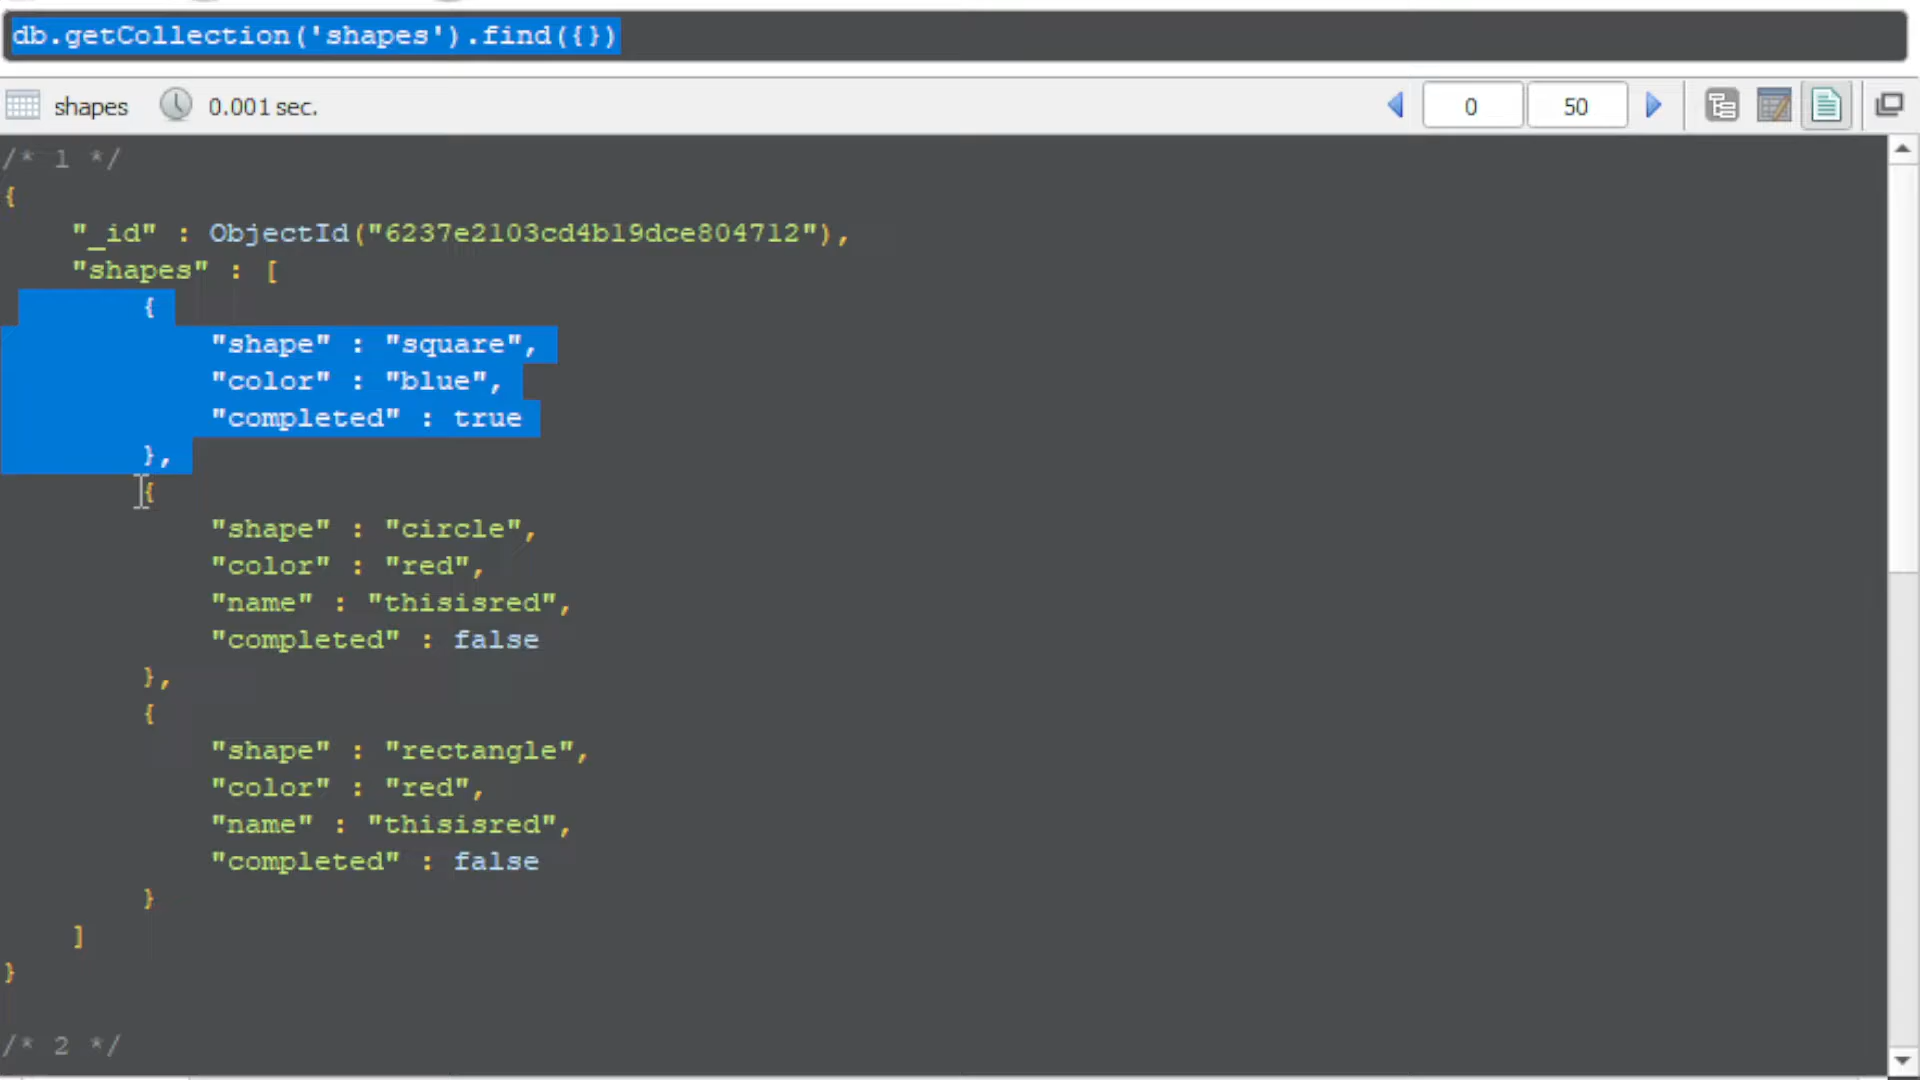 db.getCollection('shapes').find({})
shapes 0.001 sec. 0 50
/* 1 */
{
"_id" : ObjectId("6237e2103cd4b19dce804712"),
"shapes" : [
{
"shape" : "square",
"color" : "blue",
"completed" : true
},
{
"shape" : "circle",
"color" : "red",
"name" : "thisisred",
"completed" : false
},
{
"shape" : "rectangle",
"color" : "red",
"name" : "thisisred",
"completed" : false
}
]
}
/* 2 */